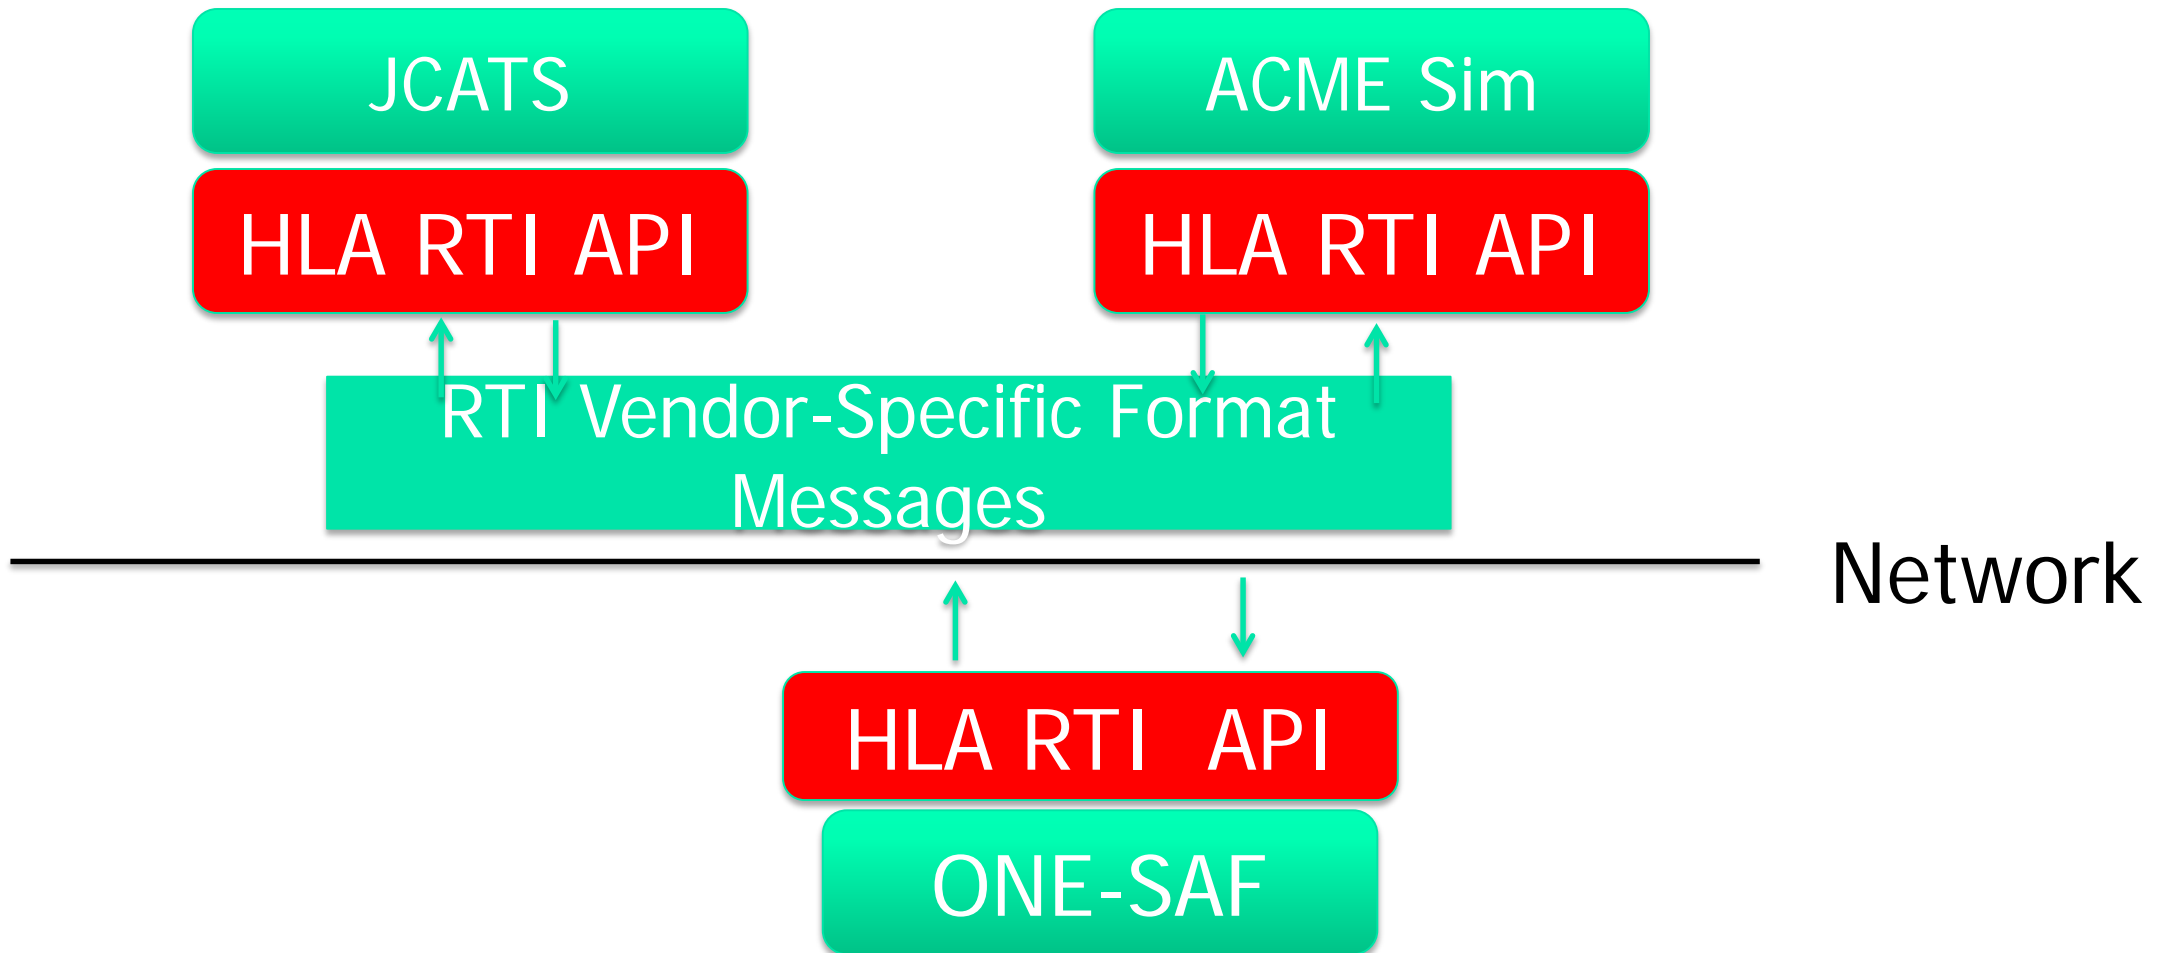 JCATS
ACME Sim
HLA RTI API
HLA RTI API
RTI Vendor-Specific Format
Messages
Network
HLA RTI API
ONE-SAF